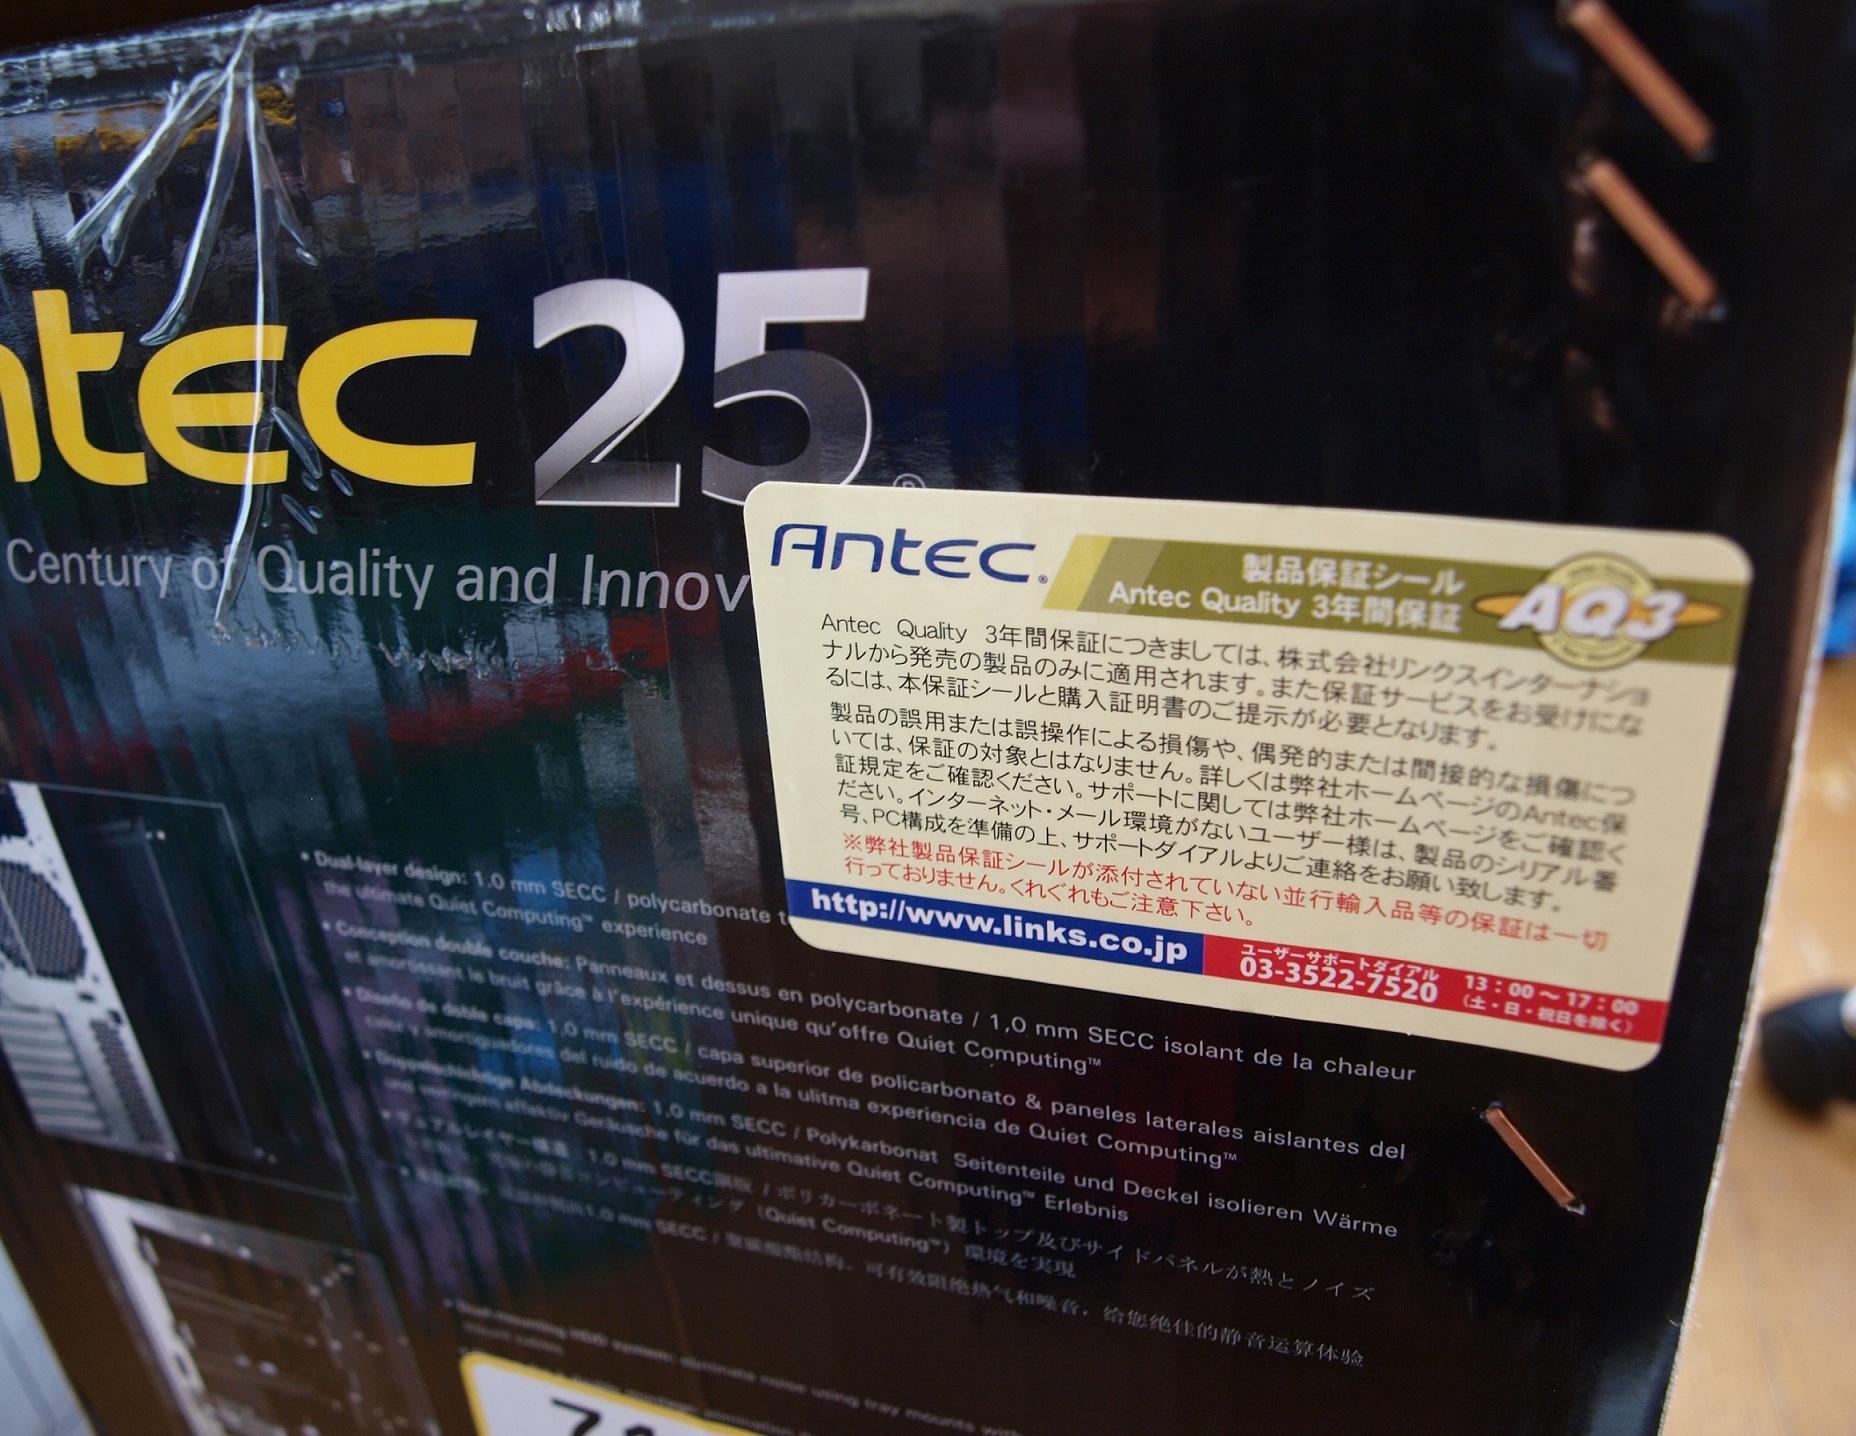 ntec 25 ®
Century of Quality and Innov
Antec®
製品保証シール
Antec Quality 3年間保証
AQ3
Antec Quality 3年間保証につきましては、株式会社リンクスインターナショ
ナルから発売の製品のみに適用されます。また保証サービスをお受けにな
るには、本保証シールと購入証明書のご提示が必要となります。
製品の誤用または誤操作による損傷や、偶発的または間接的な損傷につ
いては、保証の対象とはなりません。詳しくは弊社ホームページのAntec保
証規定をご確認ください。サポートに関しては弊社ホームページをご確認く
ださい。インターネット・メール環境がないユーザー様は、製品のシリアル番
号、PC構成を準備の上、サポートダイアルよりご連絡をお願い致します。
※弊社製品保証シールが添付されていない並行輸入品等の保証は一切
行っておりません。くれぐれもご注意下さい。
http://www.links.co.jp
ユーザーサポートダイアル
03-3522-7520
13：00～17：00
（土・日・祝日を除く）
• Dual-layer design: 1.0 mm SECC / polycarbonate t
the ultimate Quiet Computing™ experience
• Conception double couche: Panneaux et dessus en polycarbonate / 1,0 mm SECC isolant de la chaleur
et amortissant le bruit grâce à l'expérience unique qu'offre Quiet Computing™
• Diseño de doble capa: 1,0 mm SECC / capa superior de policarbonato & paneles laterales aislantes del
calor y amortiguadores del ruido de acuerdo a la ulitma experiencia de Quiet Computing™
• Doppelschichtige Abdeckungen: 1,0 mm SECC / Polykarbonat Seitenteile und Deckel isolieren Wärme
und verringern effektiv Geräusche für das ultimative Quiet Computing™ Erlebnis
• デュアルレイヤー構造：1.0 mm SECC鋼板 / ポリカーボネート製トップ及びサイドパネルが熱とノイズ
コンピューティング（Quiet Computing™）環境を実現
1.0 mm SECC / 聚碳酸酯结构，可有效阻绝热气和噪音，给您绝佳的静音运算体验
• Dual-mounting HDD system: eliminate noise using tray mounts with